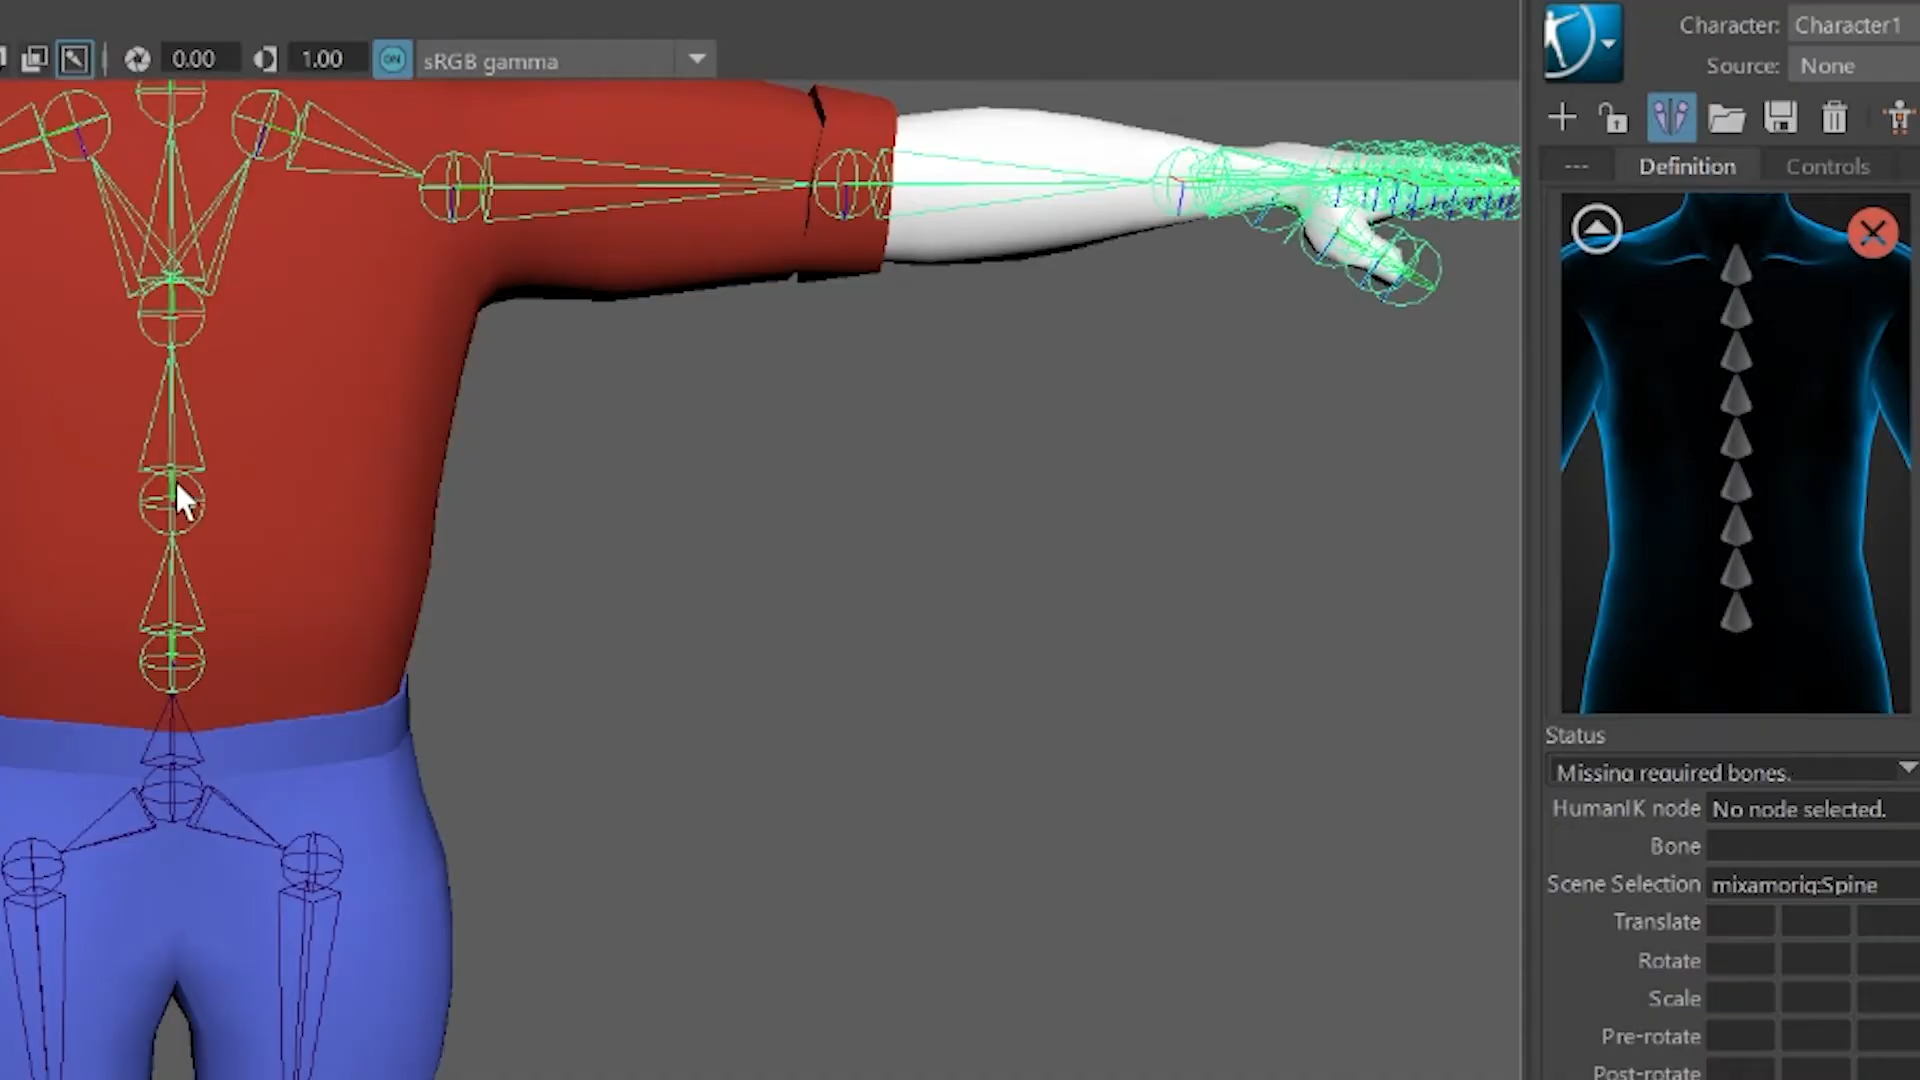 0.00
1.00
ON
sRGB gamma
Character: Character1
Source: None
---
Definition
Controls
Status
Missing required bones.
HumanIK node No node selected.
Bone
Scene Selection mixamorig:Spine
Translate
Rotate
Scale
Pre-rotate
Post-rotate